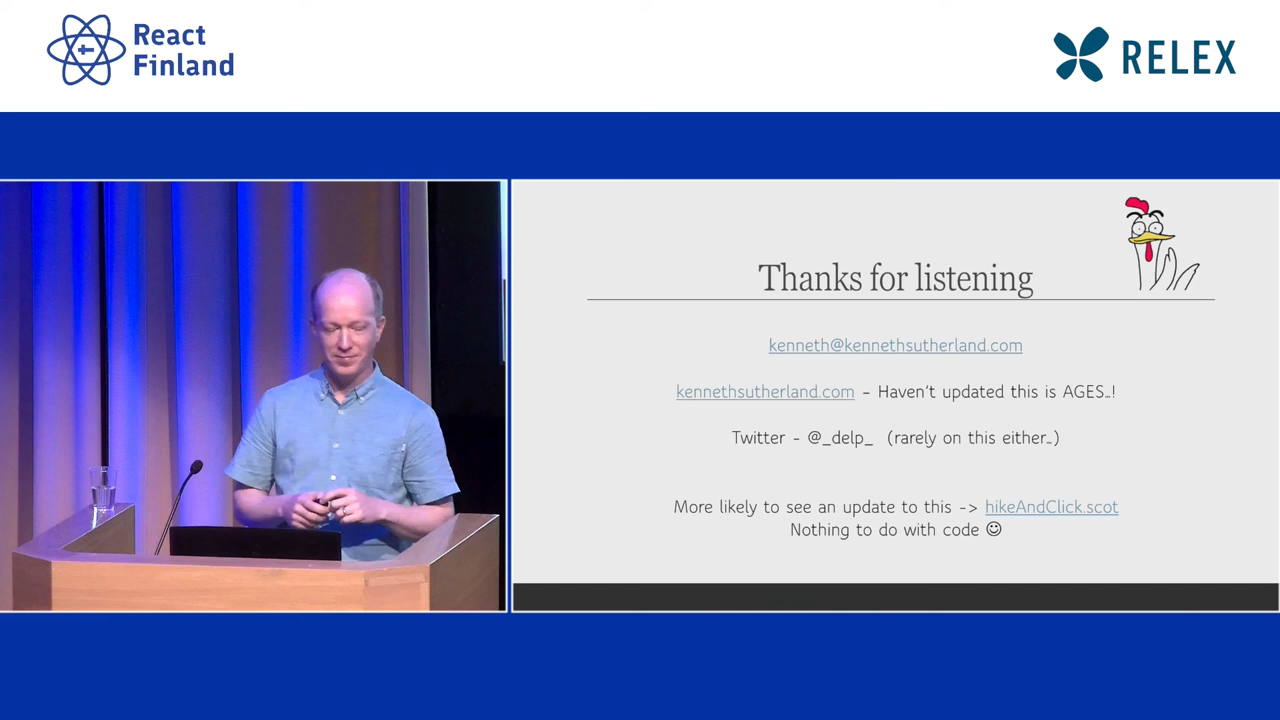 React
Finland
RELEX
Thanks for listening
kenneth@kennethsutherland.com
kennethsutherland.com – Haven't updated this is AGES..!
Twitter - @_delp_ (rarely on this either..)
More likely to see an update to this -> hikeAndClick.scot
Nothing to do with code ☺